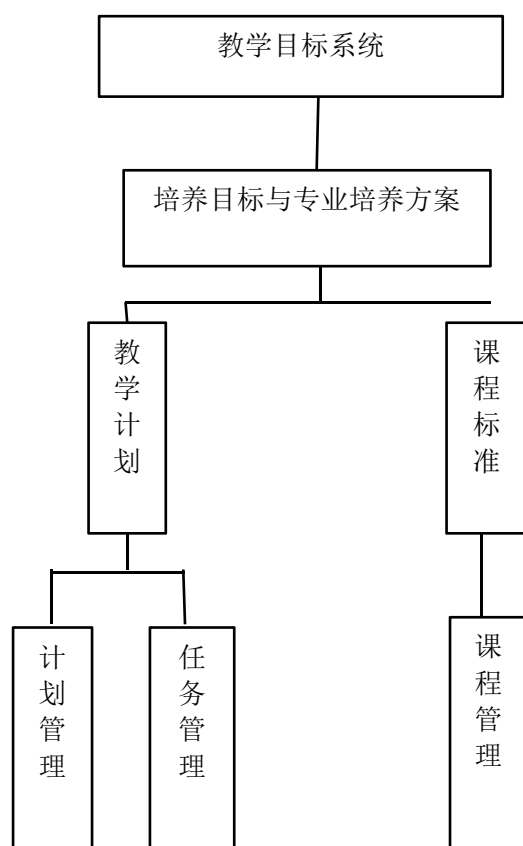 教学目标系统
培养目标与专业培养方案
教学计划
课程标准
计划管理
任务管理
课程管理